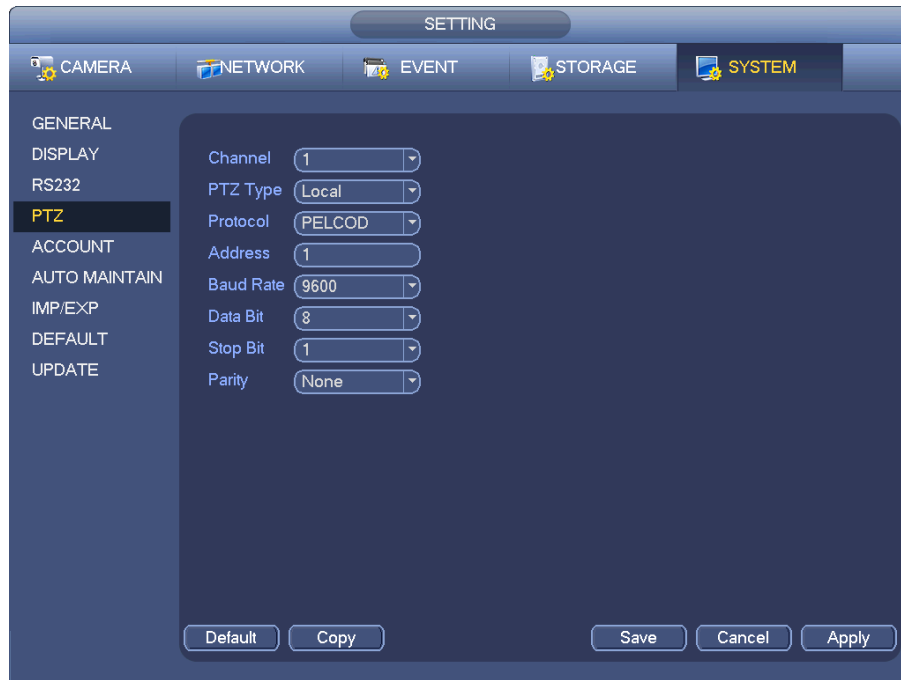 SETTING
CAMERA NETWORK EVENT STORAGE SYSTEM
GENERAL
DISPLAY
RS232
PTZ
ACCOUNT
AUTO MAINTAIN
IMP/EXP
DEFAULT
UPDATE
Channel 1
PTZ Type Local
Protocol PELCOD
Address 1
Baud Rate 9600
Data Bit 8
Stop Bit 1
Parity None
Default Copy Save Cancel Apply